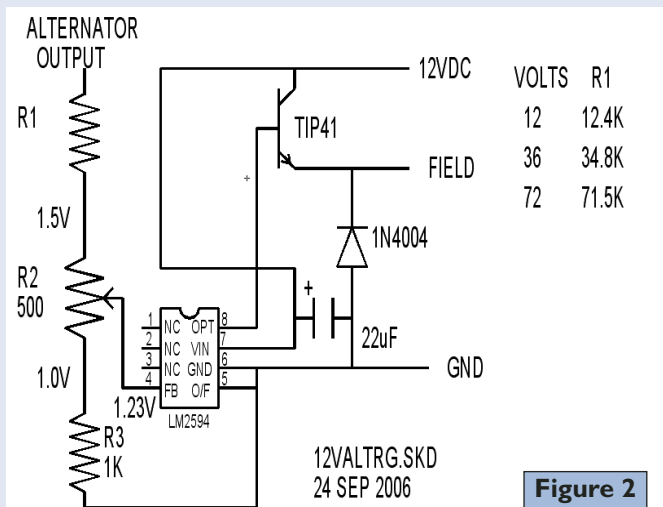 ALTERNATOR
OUTPUT
R1
1.5V
R2
500
1.0V
R3
1K
1.23V
12VDC
TIP41
FIELD
1N4004
+
22uF
GND
1 NC OPT 8
2 NC VIN 7
3 NC GND 6
4 FB O/F 5
LM2594
VOLTS R1
12 12.4K
36 34.8K
72 71.5K
12VALTRG.SKD
24 SEP 2006
Figure 2